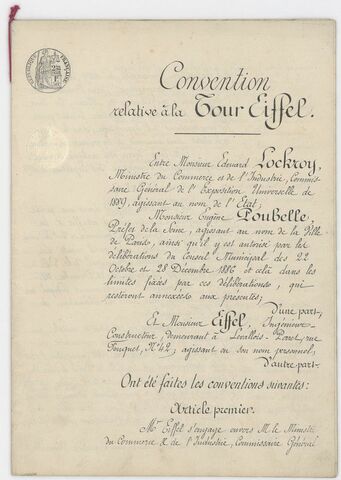 RÉPUBLIQUE FRANÇAISE
Convention
relative à la Tour Eiffel.
Entre Monsieur Edouard Lockroy,
Ministre du Commerce et de l'Industrie, Commis-
saire Général de l'Exposition Universelle de
1889, agissant au nom de l'Etat;
Monsieur Eugène Poubelle,
Préfet de la Seine, agissant au nom de la Ville
de Paris, ainsi qu'il y est autorisé par les
délibérations du Conseil Municipal des 22
Octobre et 28 Décembre 1886 et cela dans les
limites fixées par ces délibérations, qui
resteront annexées aux présentes;
D'une part,
Et Monsieur Eiffel, Ingénieur-
Constructeur, demeurant à Levallois-Perret, rue
Fouquet, N° 42; agissant en son nom personnel,
D'autre part.
Ont été faites les conventions suivantes:
Article premier.
Mr. Eiffel s'engage envers M. le Ministre
du Commerce & de l'Industrie, Commissaire Général